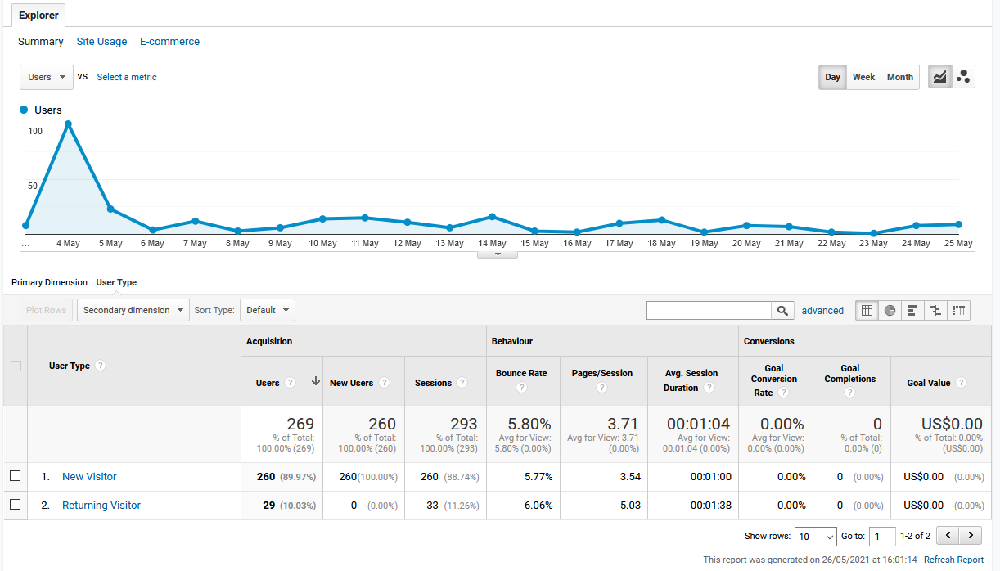 Explorer
Summary Site Usage E-commerce
Users VS Select a metric
Day Week Month
Users
100
50
... 4 May 5 May 6 May 7 May 8 May 9 May 10 May 11 May 12 May 13 May 14 May 15 May 16 May 17 May 18 May 19 May 20 May 21 May 22 May 23 May 24 May 25 May
Primary Dimension: User Type
Plot Rows Secondary dimension Sort Type: Default advanced
Acquisition Behaviour Conversions
User Type ?
Users ? New Users ? Sessions ? Bounce Rate ? Pages/Session ? Avg. Session Duration ? Goal Conversion Rate ? Goal Completions ? Goal Value ?
269 260 293 5.80% 3.71 00:01:04 0.00% 0 US$0.00
% of Total: 100.00% (269) % of Total: 100.00% (260) % of Total: 100.00% (293) Avg for View: 5.80% (0.00%) Avg for View: 3.71 (0.00%) Avg for View: 00:01:04 (0.00%) Avg for View: 0.00% (0.00%) % of Total: 0.00% (0) % of Total: 0.00% (US$0.00)
1. New Visitor 260 (89.97%) 260(100.00%) 260 (88.74%) 5.77% 3.54 00:01:00 0.00% 0 (0.00%) US$0.00 (0.00%)
2. Returning Visitor 29 (10.03%) 0 (0.00%) 33 (11.26%) 6.06% 5.03 00:01:38 0.00% 0 (0.00%) US$0.00 (0.00%)
Show rows: 10 Go to: 1 1-2 of 2
This report was generated on 26/05/2021 at 16:01:14 - Refresh Report